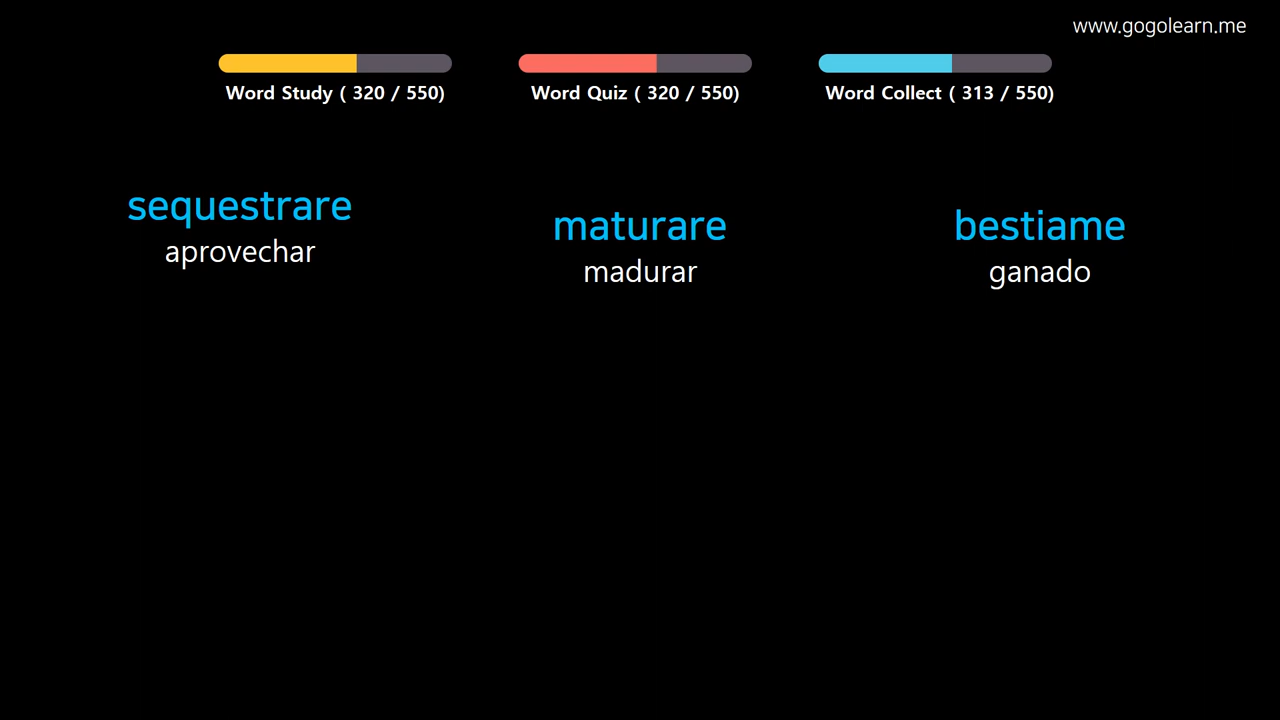 www.gogolearn.me
Word Study ( 320 / 550)
Word Quiz ( 320 / 550)
Word Collect ( 313 / 550)
sequestrare
aprovechar
maturare
madurar
bestiame
ganado